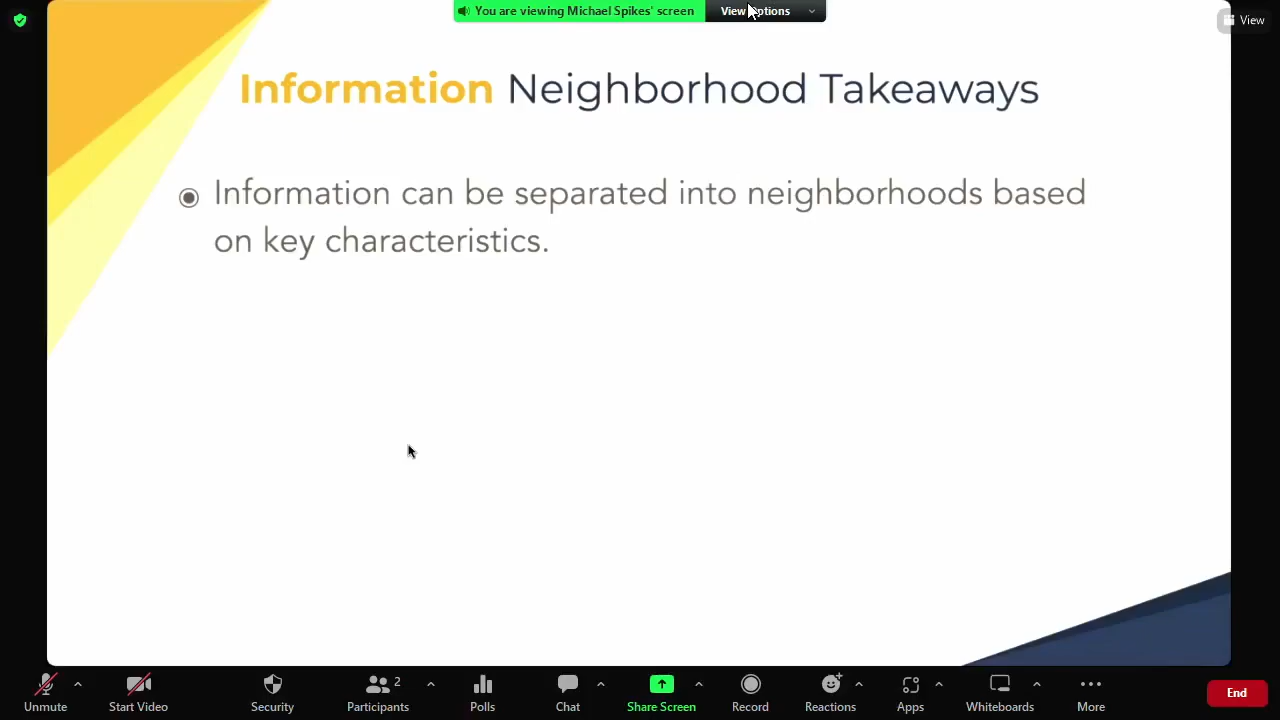 You are viewing Michael Spikes' screen
View Options
View
Information Neighborhood Takeaways
Information can be separated into neighborhoods based
on key characteristics.
Unmute
Start Video
Security
Participants
2
Polls
Chat
Share Screen
Record
Reactions
Apps
Whiteboards
More
End